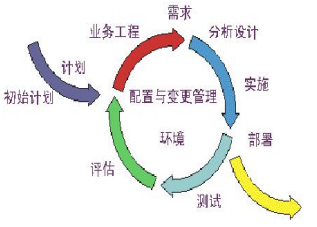 需求
业务工程
分析设计
计划
初始计划
配置与变更管理
实施
环境
部署
评估
测试